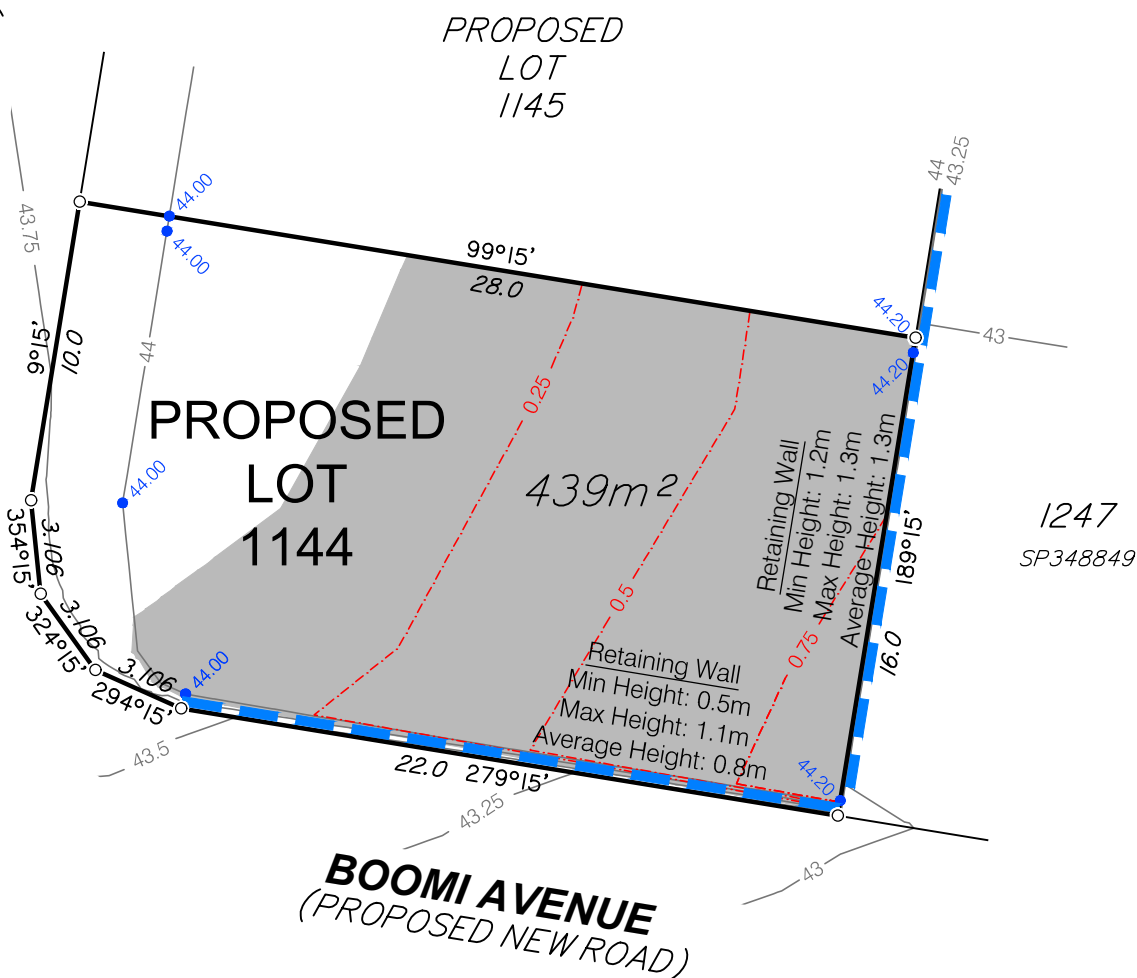 PROPOSED
LOT
1145
44
43.25
44.00
44.00
43.75
99°15'
28.0
44.20
43
44.20
9°15'
10.0
44
0.25
PROPOSED
LOT
1144
44.00
439m²
Retaining Wall
Min Height: 1.2m
Max Height: 1.3m
Average Height: 1.3m
1247
SP348849
189°15'
16.0
354°15'
3.106
324°15'
3.106
294°15'
3.106
44.00
0.5
0.75
Retaining Wall
Min Height: 0.5m
Max Height: 1.1m
Average Height: 0.8m
44.20
43.5
22.0 279°15'
43.25
43
BOOMI AVENUE
(PROPOSED NEW ROAD)